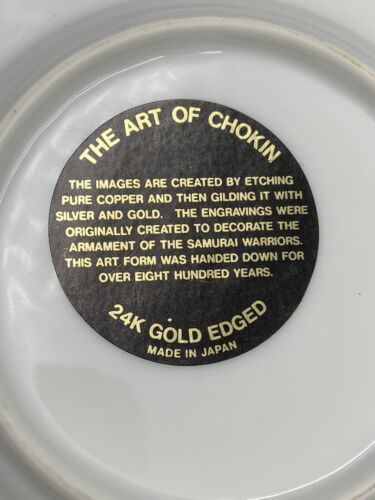 THE ART OF CHOKIN
THE IMAGES ARE CREATED BY ETCHING
PURE COPPER AND THEN GILDING IT WITH
SILVER AND GOLD. THE ENGRAVINGS WERE
ORIGINALLY CREATED TO DECORATE THE
ARMAMENT OF THE SAMURAI WARRIORS.
THIS ART FORM WAS HANDED DOWN FOR
OVER EIGHT HUNDRED YEARS.
24K GOLD EDGED
MADE IN JAPAN